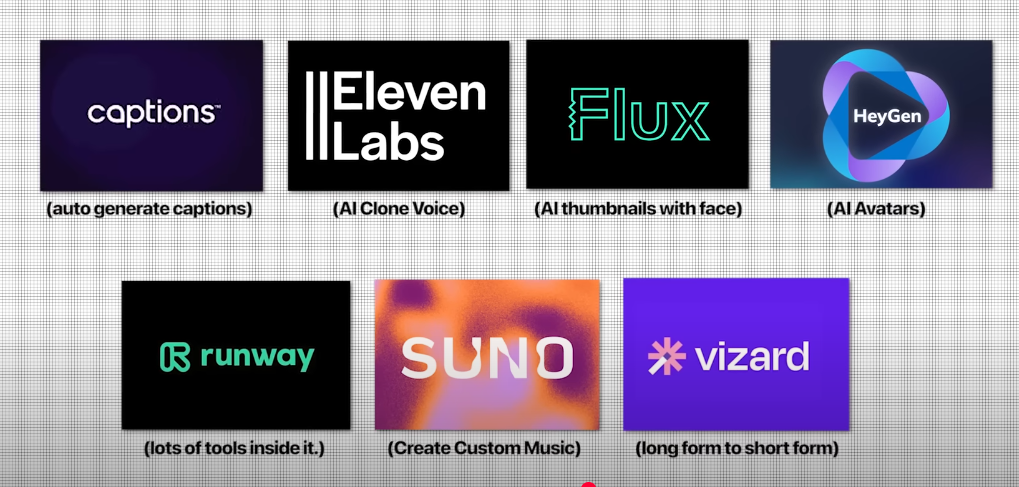 captions™
Eleven
Labs
Flux
HeyGen
(auto generate captions)
(AI Clone Voice)
(AI thumbnails with face)
(AI Avatars)
runway
SUNO
vizard
(lots of tools inside it.)
(Create Custom Music)
(long form to short form)